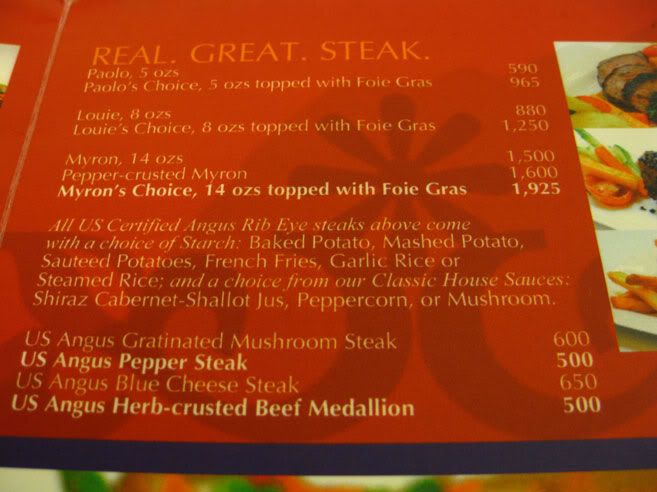 REAL. GREAT. STEAK.
Paolo, 5 ozs 590
Paolo's Choice, 5 ozs topped with Foie Gras 965
Louie, 8 ozs 880
Louie's Choice, 8 ozs topped with Foie Gras 1,250
Myron, 14 ozs 1,500
Pepper-crusted Myron 1,600
Myron's Choice, 14 ozs topped with Foie Gras 1,925
All US Certified Angus Rib Eye steaks above come
with a choice of Starch: Baked Potato, Mashed Potato,
Sauteed Potatoes, French Fries, Garlic Rice or
Steamed Rice; and a choice from our Classic House Sauces:
Shiraz Cabernet-Shallot Jus, Peppercorn, or Mushroom.
US Angus Gratinated Mushroom Steak 600
US Angus Pepper Steak 500
US Angus Blue Cheese Steak 650
US Angus Herb-crusted Beef Medallion 500